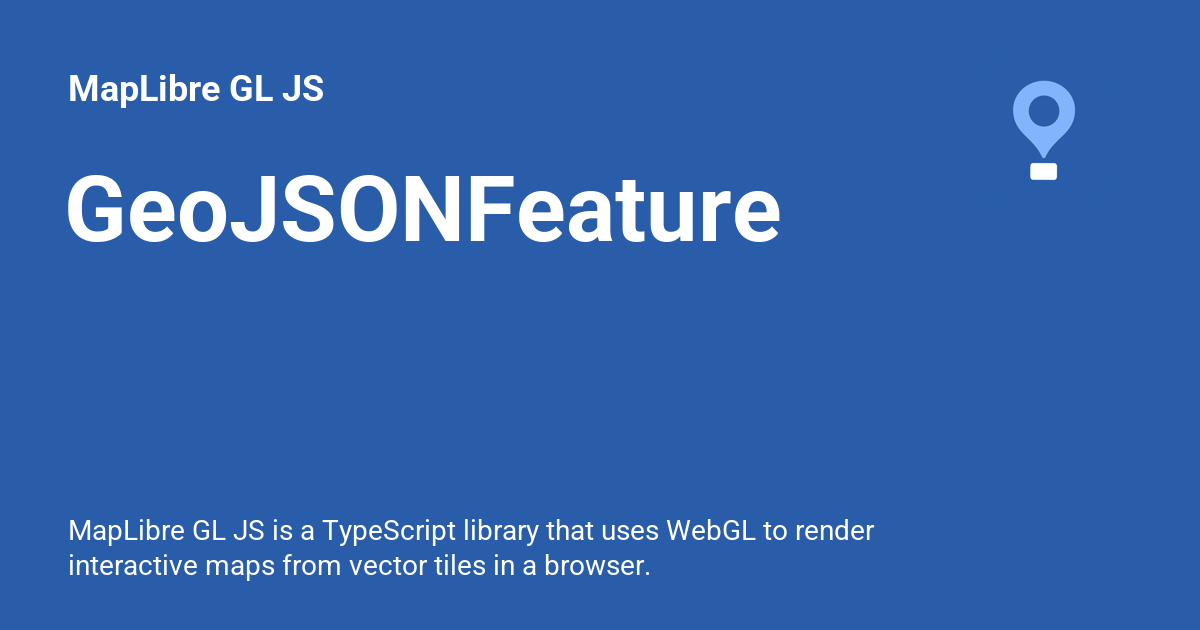 MapLibre GL JS
GeoJSONFeature
MapLibre GL JS is a TypeScript library that uses WebGL to render
interactive maps from vector tiles in a browser.